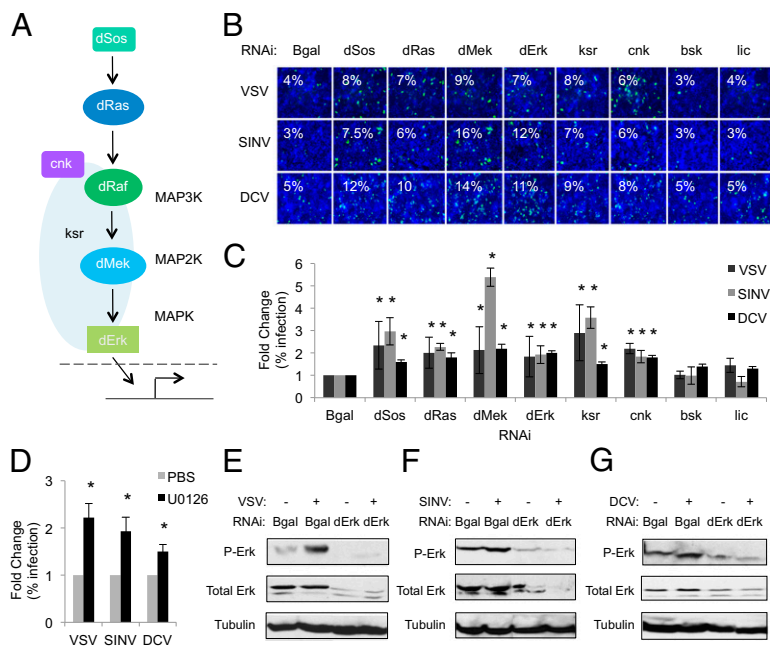 A
dSos
dRas
cnk
dRaf
MAP3K
ksr
dMek
MAP2K
MAPK
dErk
B
RNAi: Bgal dSos dRas dMek dErk ksr cnk bsk lic
VSV 4% 8% 7% 9% 7% 8% 6% 3% 4%
SINV 3% 7.5% 6% 16% 12% 7% 6% 3% 3%
DCV 5% 12% 10 14% 11% 9% 8% 5% 5%
C
Fold Change
(% infection)
6
5
4
3
2
1
0
* * * * * * * * * * * * * * * * * *
VSV
SINV
DCV
Bgal dSos dRas dMek dErk ksr cnk bsk lic
RNAi
D
PBS
U0126
Fold Change
(% infection)
3
2
1
0
* * *
VSV SINV DCV
E
VSV: - + - +
RNAi: Bgal Bgal dErk dErk
P-Erk
Total Erk
Tubulin
F
SINV: - + - +
RNAi: Bgal Bgal dErk dErk
P-Erk
Total Erk
Tubulin
G
DCV: - + - +
RNAi: Bgal Bgal dErk dErk
P-Erk
Total Erk
Tubulin